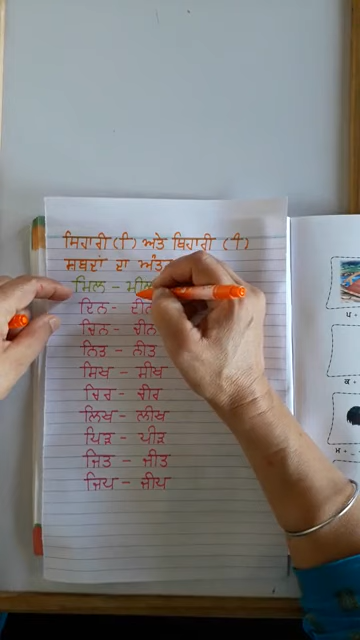 ਸਿਹਾਰੀ (ਿ) ਅਤੇ ਬਿਹਾਰੀ (ੀ)
ਸ਼ਬਦਾਂ ਦਾ
ਮਿਲ - ਮੀਲ
ਦਿਨ - ਦੀਨ
ਚਿਨ - ਚੀਨ
ਨਿਤ - ਨੀਤ
ਸਿਖ - ਸੀਖ
ਚਿਰ - ਚੀਰ
ਲਿਖ - ਲੀਖ
ਪਿੜ - ਪੀੜ
ਜਿਤ - ਜੀਤ
ਜਿਪ - ਜੀਪ